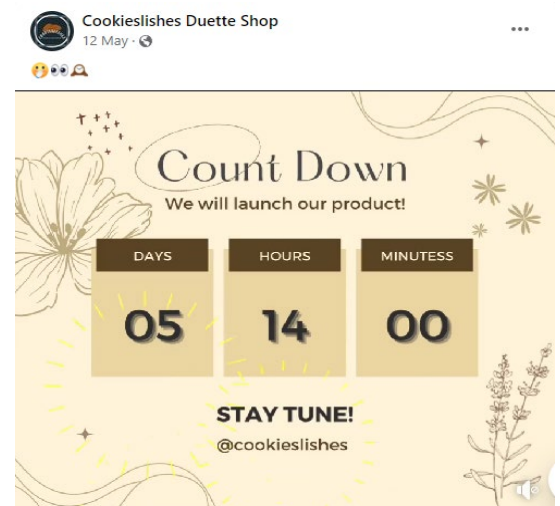 Cookieslishes Duette Shop
12 May ·
Count Down
We will launch our product!
DAYS HOURS MINUTESS
05 14 00
STAY TUNE!
@cookieslishes